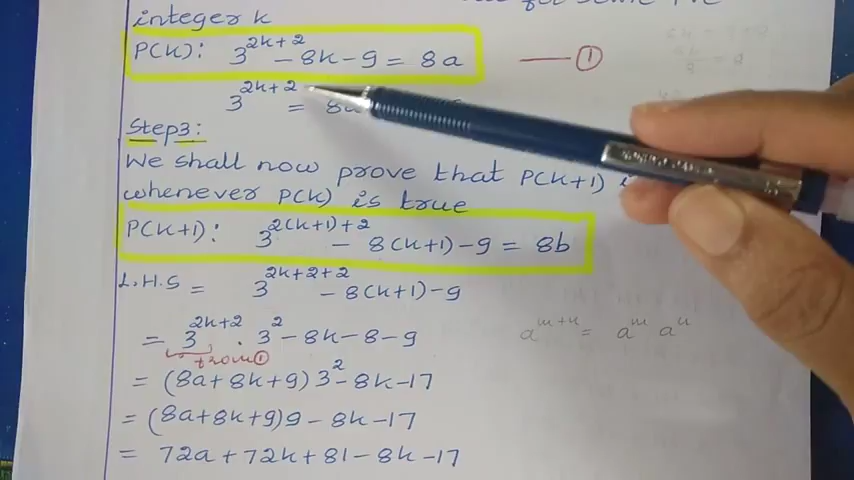 integer k
P(k): 3^{2k+2} - 8k - 9 = 8a ——— ①
3^{2k+2} = 8a
Step3:
We shall now prove that P(k+1) i
whenever P(k) is true
P(k+1): 3^{2(k+1)+2} - 8(k+1) - 9 = 8b
L.H.S = 3^{2k+2+2} - 8(k+1) - 9
= 3^{2k+2} . 3^2 - 8k - 8 - 9 a^{m+n} = a^m a^n
from ①
= (8a + 8k + 9) 3^2 - 8k - 17
= (8a + 8k + 9) 9 - 8k - 17
= 72a + 72k + 81 - 8k - 17